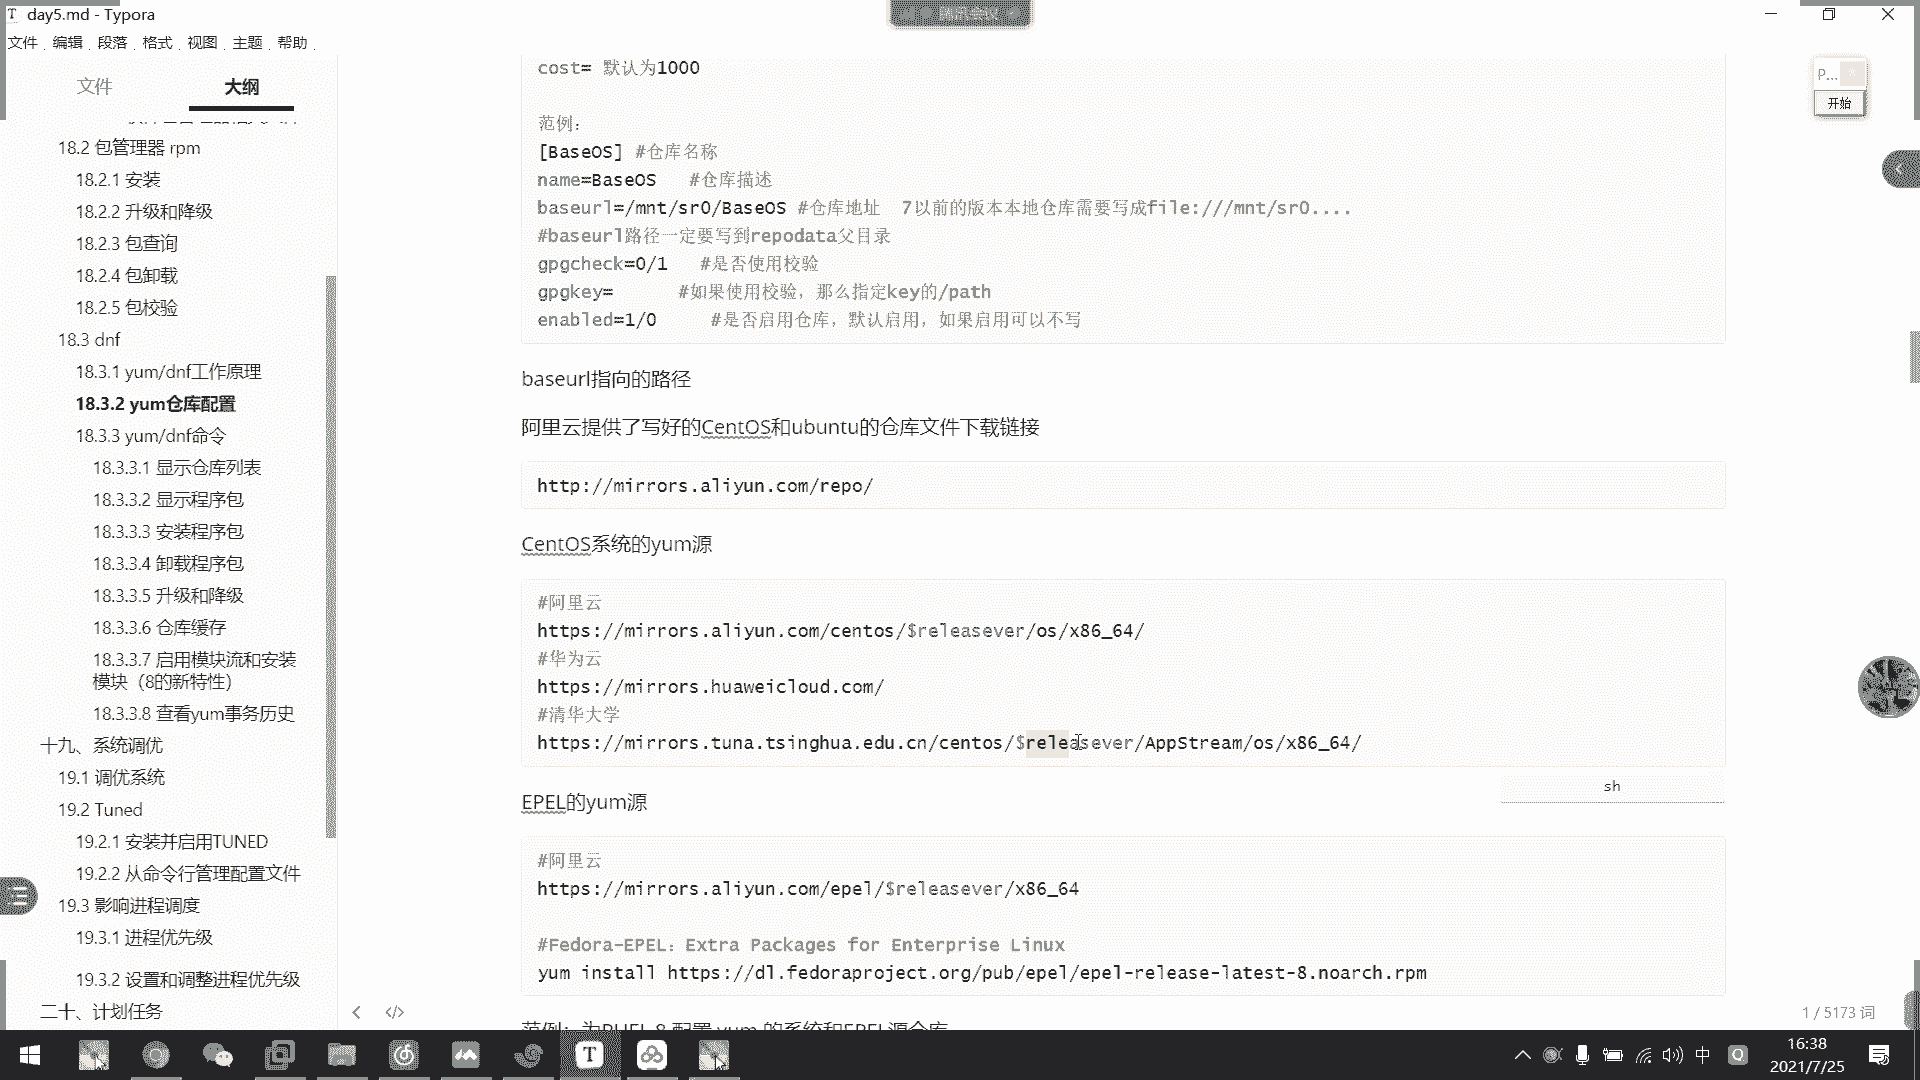 day5.md - Typora
腾讯会议
文件 编辑 段落 格式 视图 主题 帮助
文件 大纲
18.2 包管理器 rpm
18.2.1 安装
18.2.2 升级和降级
18.2.3 包查询
18.2.4 包卸载
18.2.5 包校验
18.3 dnf
18.3.1 yum/dnf工作原理
18.3.2 yum仓库配置
18.3.3 yum/dnf命令
18.3.3.1 显示仓库列表
18.3.3.2 显示程序包
18.3.3.3 安装程序包
18.3.3.4 卸载程序包
18.3.3.5 升级和降级
18.3.3.6 仓库缓存
18.3.3.7 启用模块流和安装
模块（8的新特性）
18.3.3.8 查看yum事务历史
十九、系统调优
19.1 调优系统
19.2 Tuned
19.2.1 安装并启用TUNED
19.2.2 从命令行管理配置文件
19.3 影响进程调度
19.3.1 进程优先级
19.3.2 设置和调整进程优先级
二十、计划任务
cost= 默认为1000
范例：
[BaseOS] #仓库名称
name=BaseOS #仓库描述
baseurl=/mnt/sr0/BaseOS #仓库地址 7以前的版本本地仓库需要写成file:///mnt/sr0....
#baseurl路径一定要写到repodata父目录
gpgcheck=0/1 #是否使用校验
gpgkey= #如果使用校验，那么指定key的/path
enabled=1/0 #是否启用仓库，默认启用，如果启用可以不写
baseurl指向的路径
阿里云提供了写好的CentOS和ubuntu的仓库文件下载链接
http://mirrors.aliyun.com/repo/
CentOS系统的yum源
#阿里云
https://mirrors.aliyun.com/centos/$releasever/os/x86_64/
#华为云
https://mirrors.huaweicloud.com/
#清华大学
https://mirrors.tuna.tsinghua.edu.cn/centos/$releasever/AppStream/os/x86_64/
sh
EPEL的yum源
#阿里云
https://mirrors.aliyun.com/epel/$releasever/x86_64
#Fedora-EPEL：Extra Packages for Enterprise Linux
yum install https://dl.fedoraproject.org/pub/epel/epel-release-latest-8.noarch.rpm
范例：为RHEL 8 配置 yum 的系统和EPEL源仓库
1 / 5173 词
P...
开始
中
16:38
2021/7/25